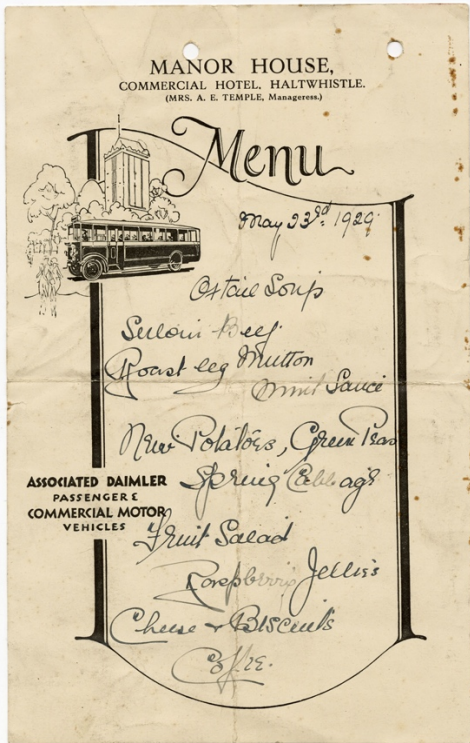 MANOR HOUSE,
COMMERCIAL HOTEL, HALTWHISTLE.
(MRS. A. E. TEMPLE, Manageress.)
Menu
May 23rd. 1929.
Oxtail Soup
Sirloin Beef.
Roast leg Mutton
Mint Sauce
New Potatoes, Green Peas
Spring Cabbage
ASSOCIATED DAIMLER
PASSENGER &
COMMERCIAL MOTOR
VEHICLES
Fruit Salad
Raspberry Jellies
Cheese & Biscuits
Coffee.